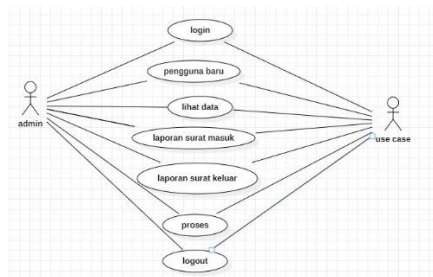 login
pengguna baru
lihat data
admin
use case
laporan surat masuk
laporan surat keluar
proses
logout